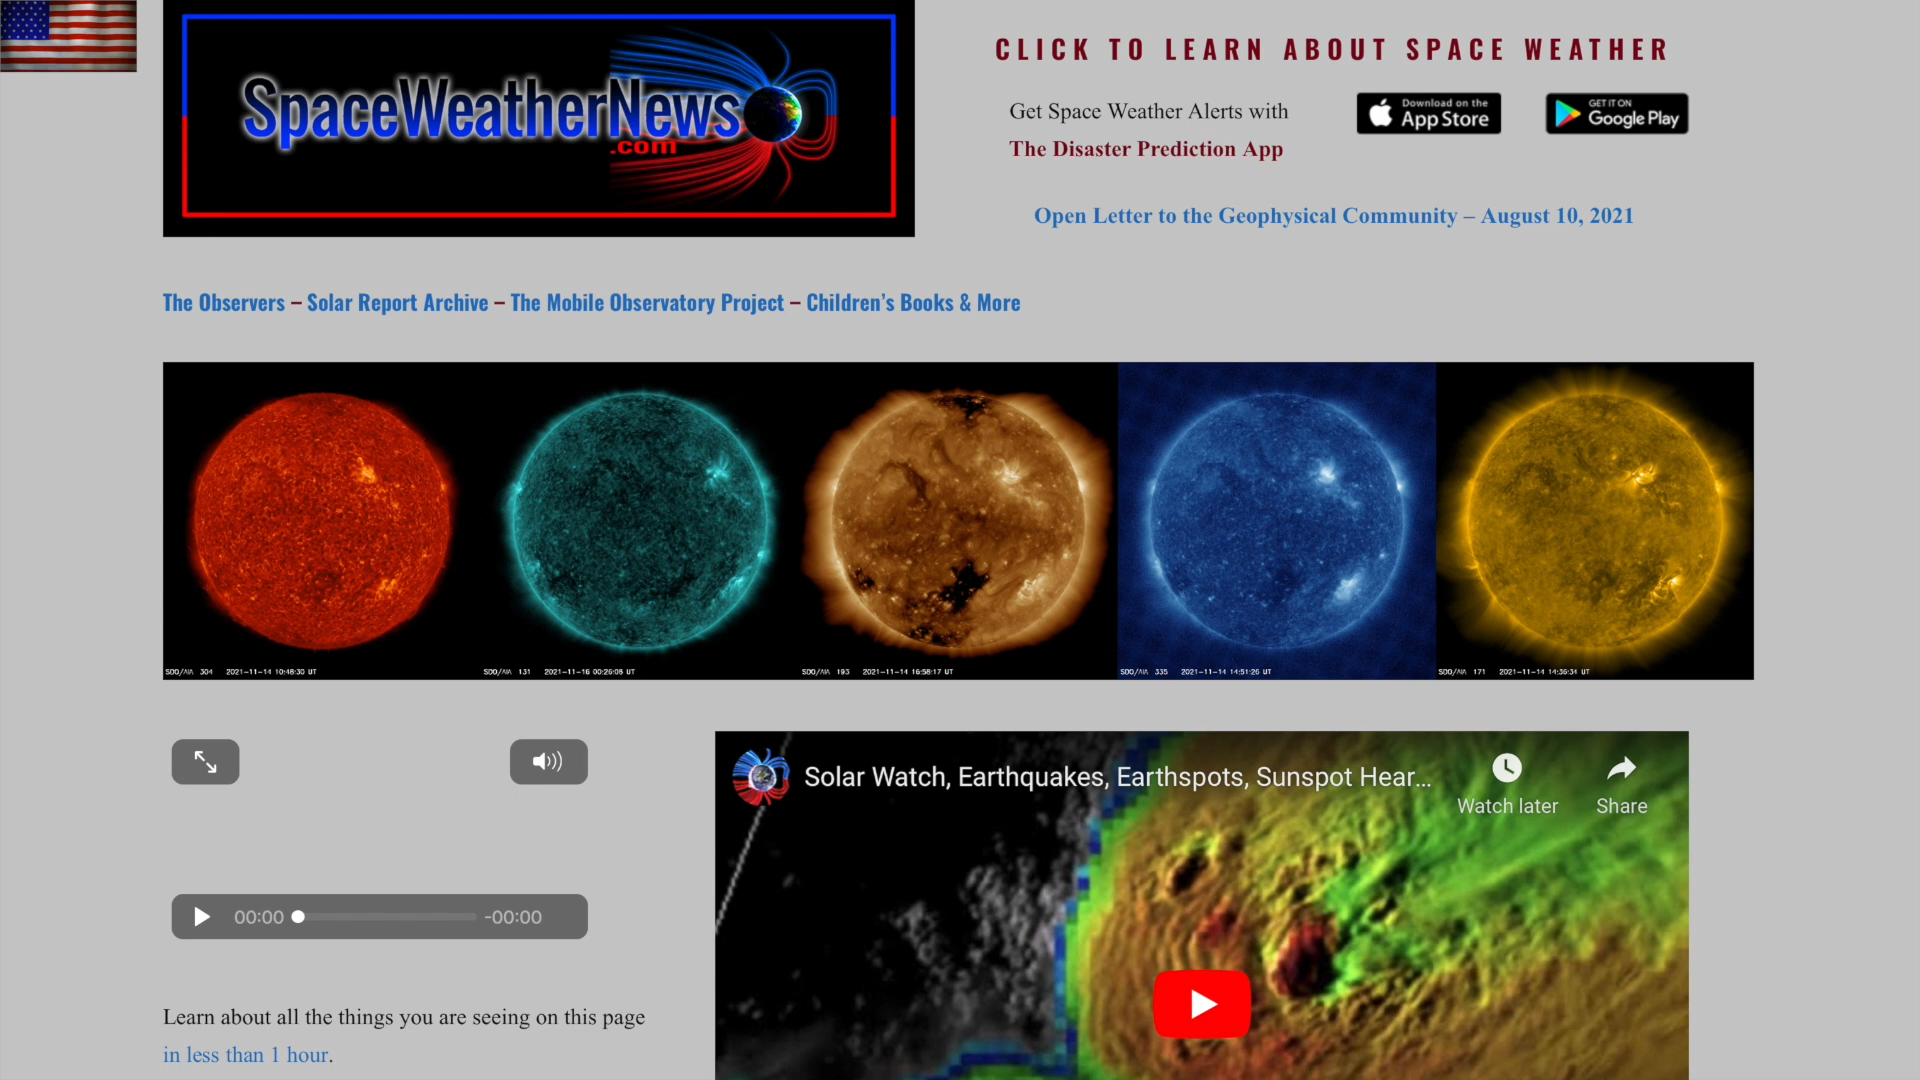 SpaceWeatherNews
.com
CLICK TO LEARN ABOUT SPACE WEATHER
Get Space Weather Alerts with
The Disaster Prediction App
Download on the
App Store
GET IT ON
Google Play
Open Letter to the Geophysical Community – August 10, 2021
The Observers – Solar Report Archive – The Mobile Observatory Project – Children's Books & More
SDO/AIA 304 2021-11-14 10:48:30 UT
SDO/AIA 131 2021-11-16 00:26:08 UT
SDO/AIA 193 2021-11-14 16:58:17 UT
SDO/AIA 335 2021-11-14 14:51:26 UT
SDO/AIA 171 2021-11-14 14:36:34 UT
Solar Watch, Earthquakes, Earthspots, Sunspot Hear...
Watch later
Share
00:00
-00:00
Learn about all the things you are seeing on this page
in less than 1 hour.